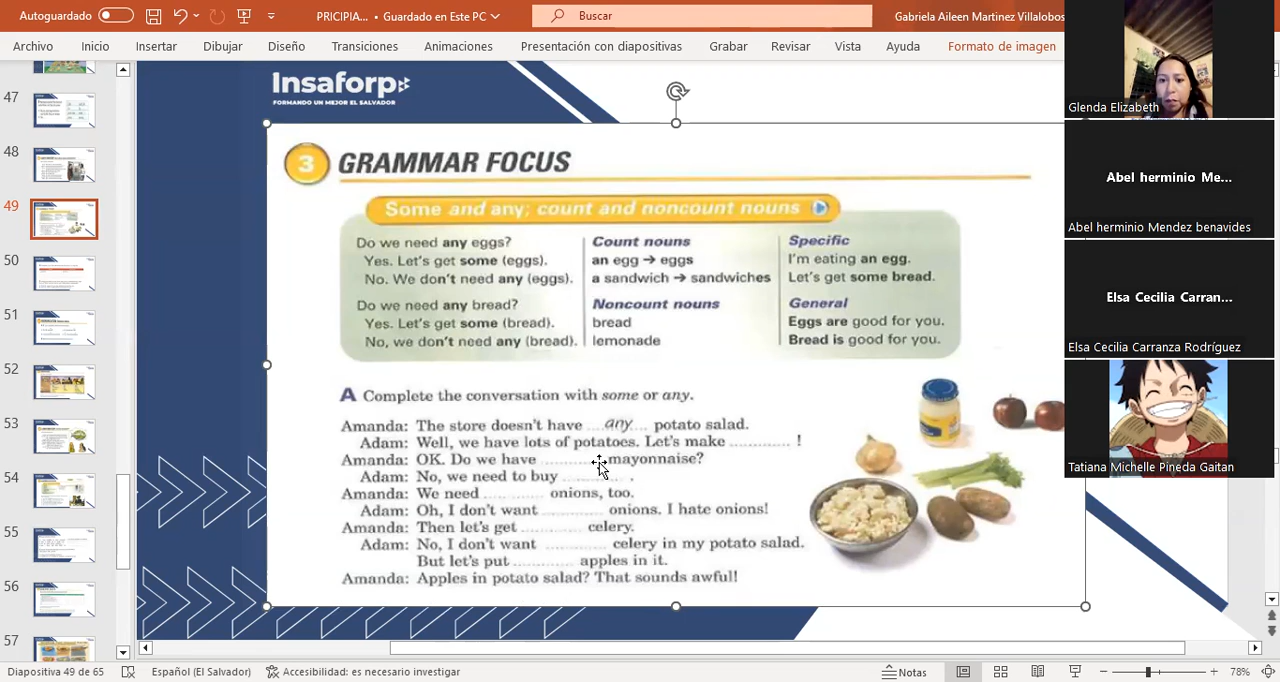 Autoguardado
PRICIPIA... • Guardado en Este PC
Buscar
Gabriela Aileen Martinez Villalobos
Archivo Inicio Insertar Dibujar Diseño Transiciones Animaciones Presentación con diapositivas Grabar Revisar Vista Ayuda Formato de imagen
47
48
49
50
51
52
53
54
55
56
57
Insaforp
FORMANDO UN MEJOR EL SALVADOR
3 GRAMMAR FOCUS
Some and any; count and noncount nouns
Do we need any eggs?
Yes. Let's get some (eggs).
No. We don't need any (eggs).
Do we need any bread?
Yes. Let's get some (bread).
No, we don't need any (bread).
Count nouns
an egg → eggs
a sandwich → sandwiches
Noncount nouns
bread
lemonade
Specific
I'm eating an egg.
Let's get some bread.
General
Eggs are good for you.
Bread is good for you.
A Complete the conversation with some or any.
Amanda: The store doesn't have ... any ... potato salad.
Adam: Well, we have lots of potatoes. Let's make ............ !
Amanda: OK. Do we have ............ mayonnaise?
Adam: No, we need to buy ............ .
Amanda: We need ............ onions, too.
Adam: Oh, I don't want ............ onions. I hate onions!
Amanda: Then let's get ............ celery.
Adam: No, I don't want ............ celery in my potato salad.
But let's put ............ apples in it.
Amanda: Apples in potato salad? That sounds awful!
Glenda Elizabeth
Abel herminio Me...
Abel herminio Mendez benavides
Elsa Cecilia Carran...
Elsa Cecilia Carranza Rodríguez
Tatiana Michelle Pineda Gaitan
Diapositiva 49 de 65
Español (El Salvador)
Accesibilidad: es necesario investigar
Notas
78%